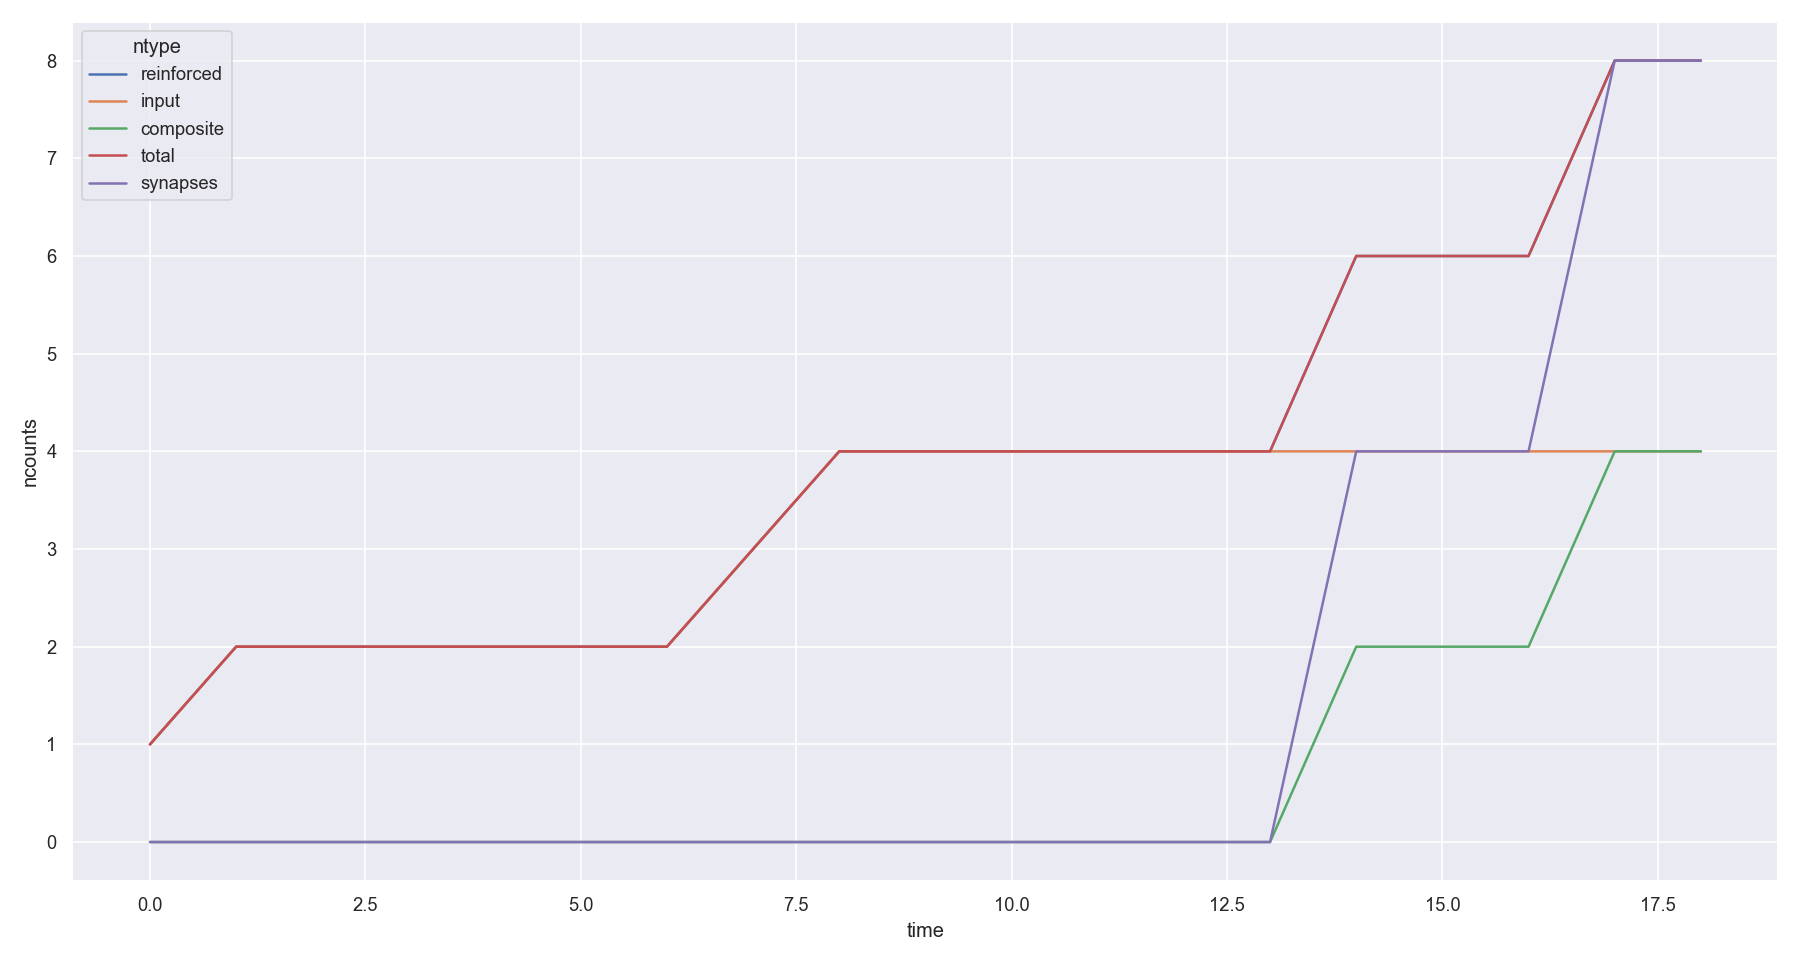 ntype
reinforced
input
composite
total
synapses
8
7
6
5
4
3
2
1
0
ncounts
0.0 2.5 5.0 7.5 10.0 12.5 15.0 17.5
time